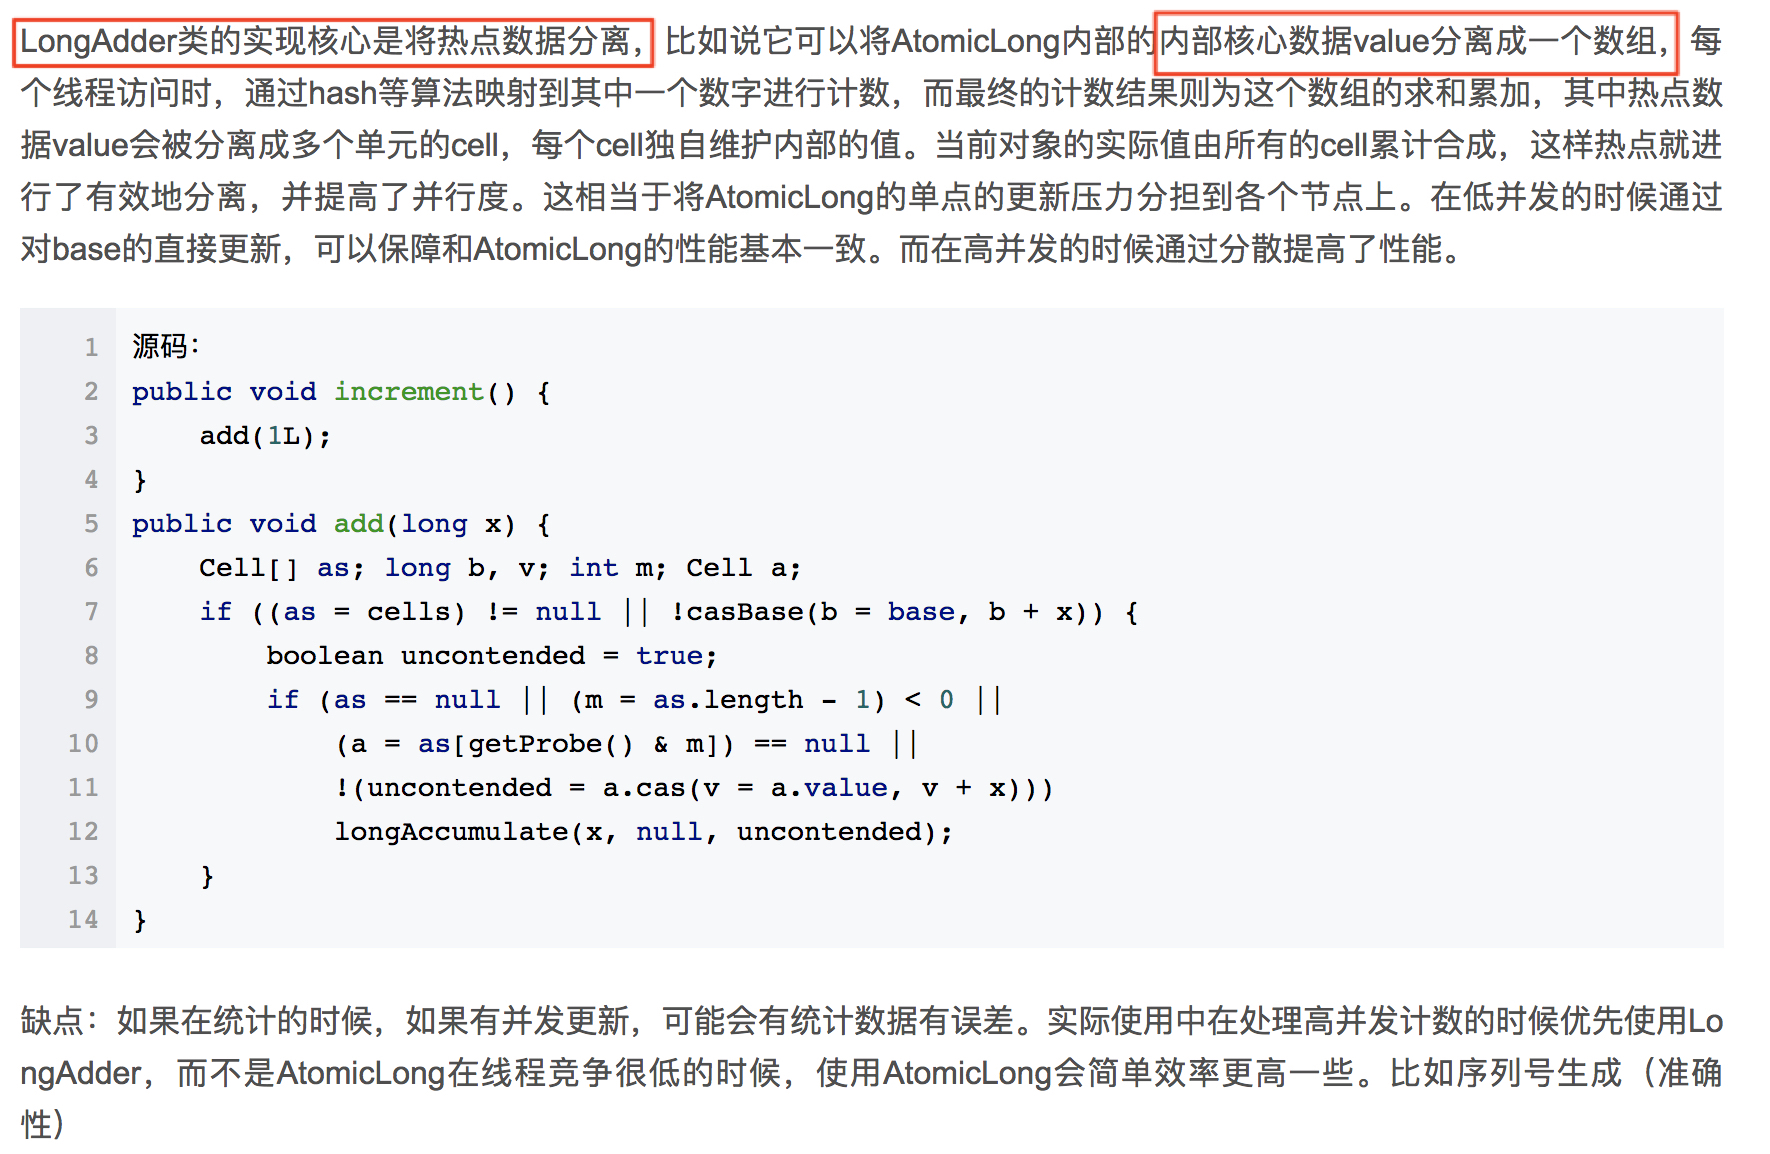 LongAdder类的实现核心是将热点数据分离，比如说它可以将AtomicLong内部的内部核心数据value分离成一个数组，每
个线程访问时，通过hash等算法映射到其中一个数字进行计数，而最终的计数结果则为这个数组的求和累加，其中热点数
据value会被分离成多个单元的cell，每个cell独自维护内部的值。当前对象的实际值由所有的cell累计合成，这样热点就进
行了有效地分离，并提高了并行度。这相当于将AtomicLong的单点的更新压力分担到各个节点上。在低并发的时候通过
对base的直接更新，可以保障和AtomicLong的性能基本一致。而在高并发的时候通过分散提高了性能。
1 源码：
2 public void increment() {
3     add(1L);
4 }
5 public void add(long x) {
6     Cell[] as; long b, v; int m; Cell a;
7     if ((as = cells) != null || !casBase(b = base, b + x)) {
8         boolean uncontended = true;
9         if (as == null || (m = as.length - 1) < 0 ||
10             (a = as[getProbe() & m]) == null ||
11             !(uncontended = a.cas(v = a.value, v + x)))
12             longAccumulate(x, null, uncontended);
13     }
14 }
缺点：如果在统计的时候，如果有并发更新，可能会有统计数据有误差。实际使用中在处理高并发计数的时候优先使用Lo
ngAdder，而不是AtomicLong在线程竞争很低的时候，使用AtomicLong会简单效率更高一些。比如序列号生成（准确
性）